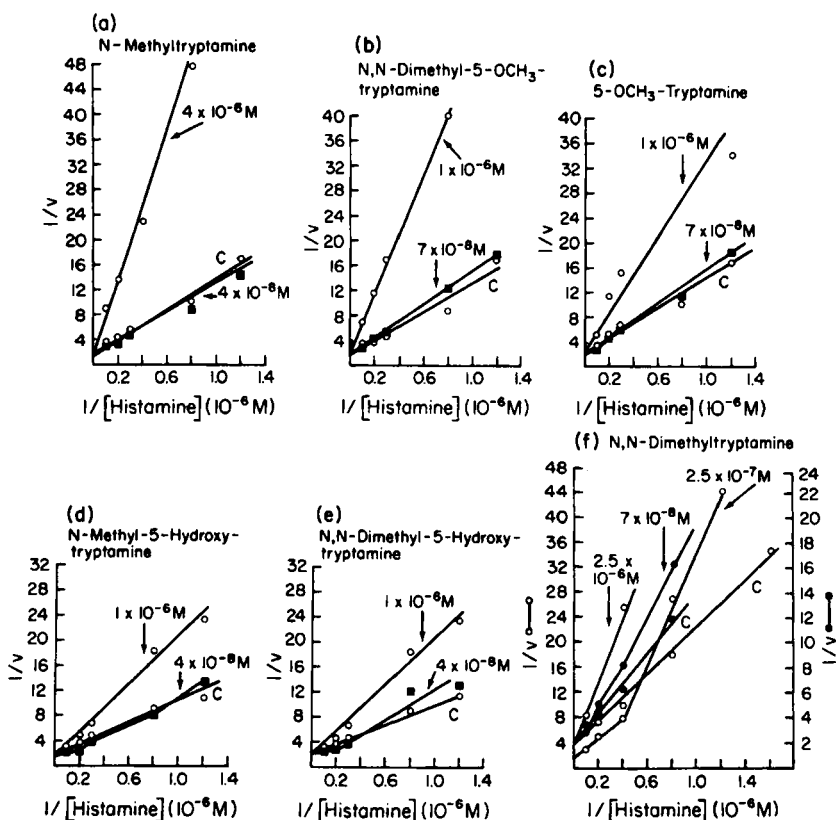 (a)
N-Methyltryptamine
48
44
40
36
32
28
24
20
16
12
8
4
1/v
4 x 10⁻⁶M
C
4 x 10⁻⁸M
0.2 0.6 1.0 1.4
1/[Histamine] (10⁻⁶M)
(b)
N,N-Dimethyl-5-OCH₃-
tryptamine
40
36
32
28
24
20
16
12
8
4
1/v
1 x 10⁻⁶M
7 x 10⁻⁸M
C
0.2 0.6 1.0 1.4
1/[Histamine] (10⁻⁶M)
(c)
5-OCH₃-Tryptamine
40
36
32
28
24
20
16
12
8
4
1/v
1 x 10⁻⁶M
7 x 10⁻⁸M
C
0.2 0.6 1.0 1.4
1/[Histamine] (10⁻⁶M)
(d)
N-Methyl-5-Hydroxy-
tryptamine
32
28
24
20
16
12
8
4
1/v
1 x 10⁻⁶M
4 x 10⁻⁸M
C
0.2 0.6 1.0 1.4
1/[Histamine] (10⁻⁶M)
(e)
N,N-Dimethyl-5-Hydroxy-
tryptamine
32
28
24
20
16
12
8
4
1/v
1 x 10⁻⁶M
4 x 10⁻⁸M
C
0.2 0.6 1.0 1.4
1/[Histamine] (10⁻⁶M)
(f) N,N-Dimethyltryptamine
48
44
40
36
32
28
24
20
16
12
8
4
1/v
2.5 x 10⁻⁷M
7 x 10⁻⁸M
2.5 x
10⁻⁶M
C
C
24
22
20
18
16
14
12
10
8
6
4
2
1/v
0.2 0.6 1.0 1.4
1/[Histamine] (10⁻⁶M)